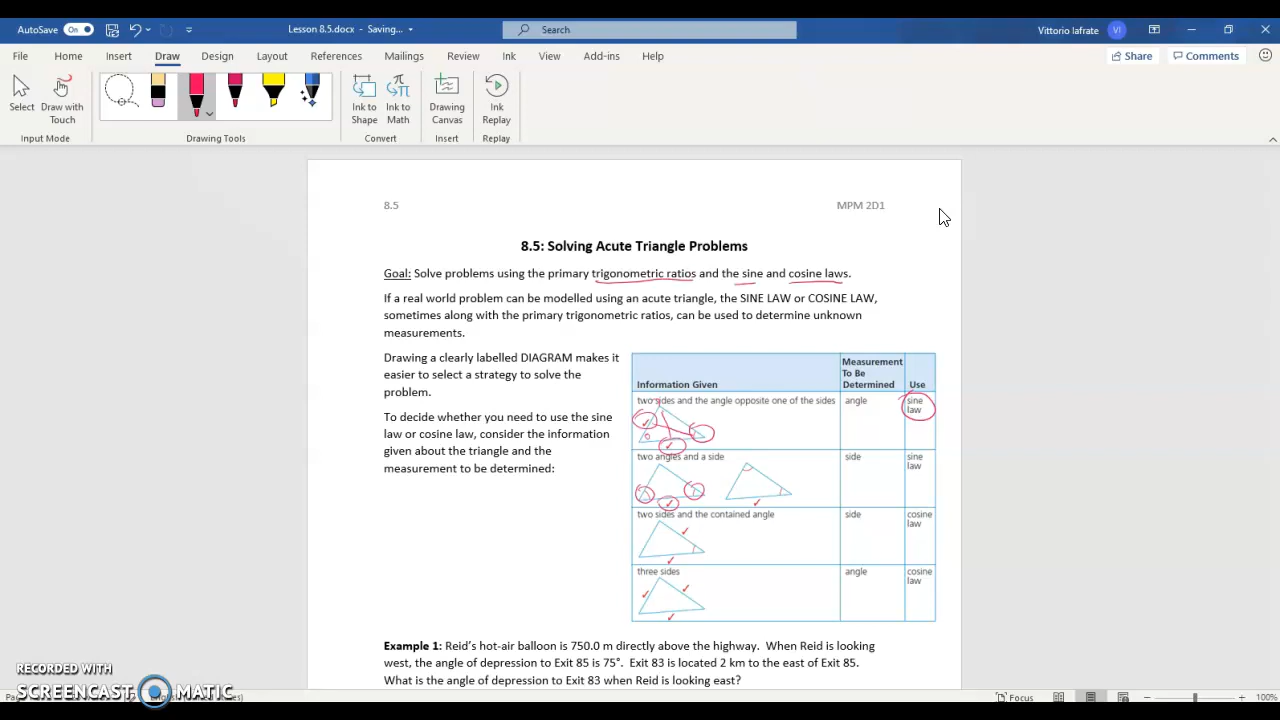 AutoSave On Lesson 8.5.docx - Saving... Search Vittorio Iafrate VI
File Home Insert Draw Design Layout References Mailings Review Ink View Add-ins Help Share Comments
Select Draw with Touch Ink to Shape Ink to Math Drawing Canvas Ink Replay
Input Mode Drawing Tools Convert Insert Replay
8.5 MPM 2D1
8.5: Solving Acute Triangle Problems
Goal: Solve problems using the primary trigonometric ratios and the sine and cosine laws.
If a real world problem can be modelled using an acute triangle, the SINE LAW or COSINE LAW,
sometimes along with the primary trigonometric ratios, can be used to determine unknown
measurements.
Drawing a clearly labelled DIAGRAM makes it
easier to select a strategy to solve the
problem.
To decide whether you need to use the sine
law or cosine law, consider the information
given about the triangle and the
measurement to be determined:
Information Given Measurement To Be Determined Use
two sides and the angle opposite one of the sides angle sine law
two angles and a side side sine law
two sides and the contained angle side cosine law
three sides angle cosine law
Example 1: Reid's hot-air balloon is 750.0 m directly above the highway. When Reid is looking
west, the angle of depression to Exit 85 is 75°. Exit 83 is located 2 km to the east of Exit 85.
What is the angle of depression to Exit 83 when Reid is looking east?
RECORDED WITH
SCREENCAST MATIC
Focus 100%